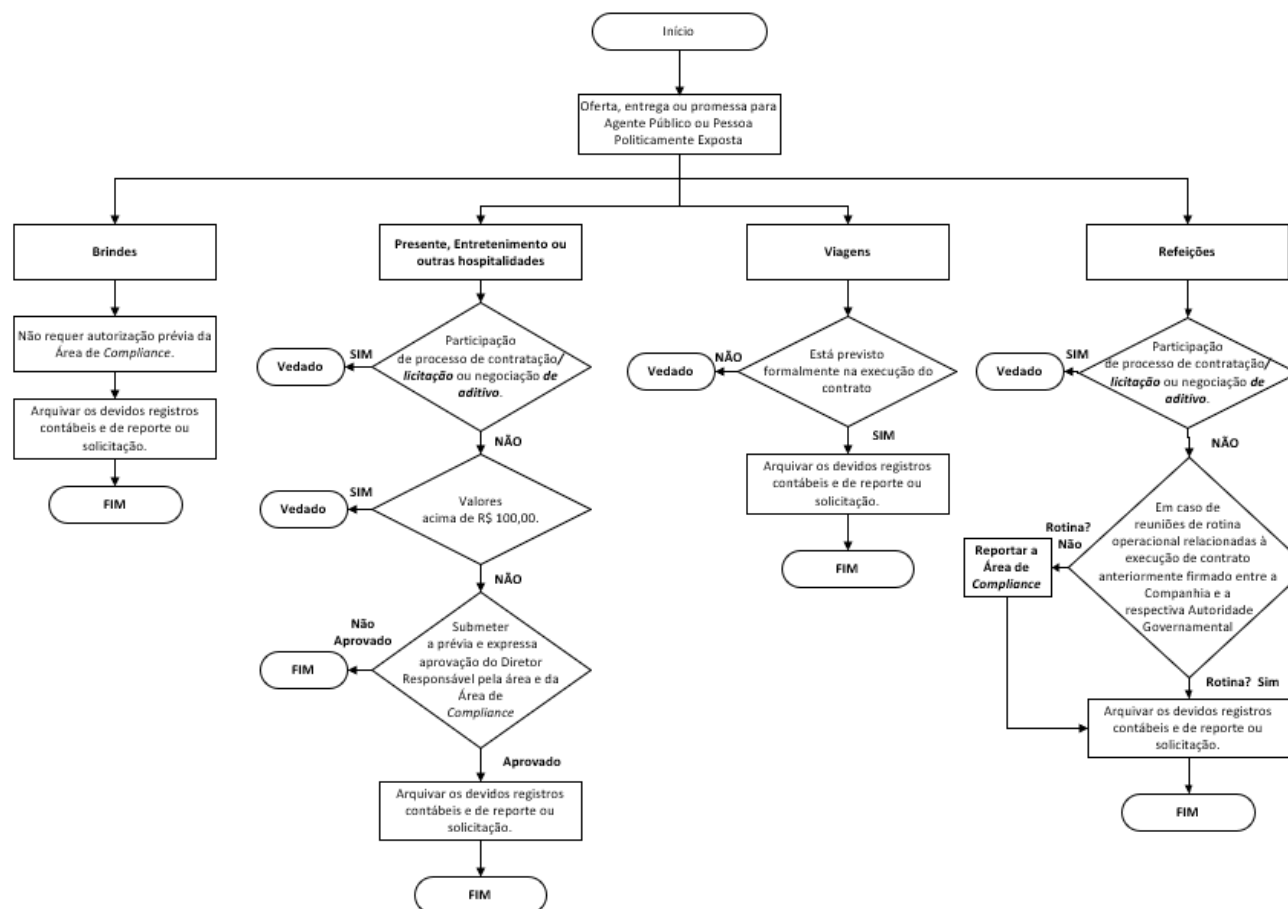 Início
Oferta, entrega ou promessa para
Agente Público ou Pessoa
Politicamente Exposta
Brindes
Não requer autorização prévia da
Área de Compliance.
Arquivar os devidos registros
contábeis e de reporte ou
solicitação.
FIM
Presente, Entretenimento ou
outras hospitalidades
Participação
de processo de contratação/
licitação ou negociação de
aditivo.
SIM
Vedado
NÃO
Valores
acima de R$ 100,00.
SIM
Vedado
NÃO
Submeter
a prévia e expressa
aprovação do Diretor
Responsável pela área e da
Área de
Compliance
Não
Aprovado
FIM
Aprovado
Arquivar os devidos registros
contábeis e de reporte ou
solicitação.
FIM
Viagens
Está previsto
formalmente na execução do
contrato
NÃO
Vedado
SIM
Arquivar os devidos registros
contábeis e de reporte ou
solicitação.
FIM
Refeições
Participação
de processo de contratação/
licitação ou negociação de
aditivo.
SIM
Vedado
NÃO
Em caso de
reuniões de rotina
operacional relacionadas à
execução de contrato
anteriormente firmado entre a
Companhia e a
respectiva Autoridade
Governamental
Rotina?
Não
Reportar a
Área de
Compliance
Rotina? Sim
Arquivar os devidos registros
contábeis e de reporte ou
solicitação.
FIM